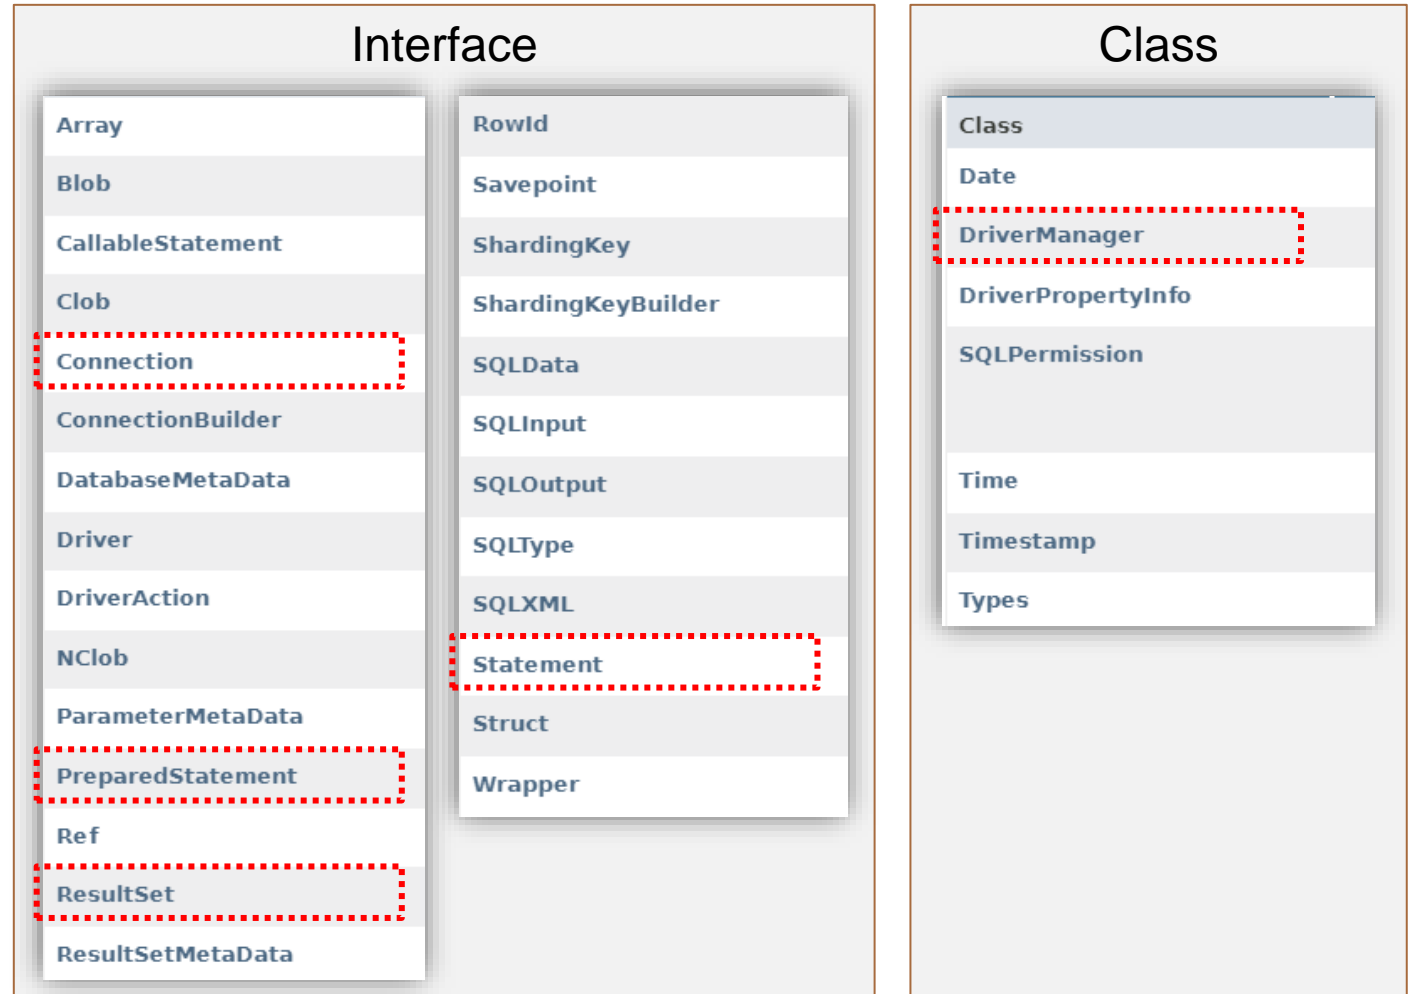 Interface
Array
Blob
CallableStatement
Clob
Connection
ConnectionBuilder
DatabaseMetaData
Driver
DriverAction
NClob
ParameterMetaData
PreparedStatement
Ref
ResultSet
ResultSetMetaData
RowId
Savepoint
ShardingKey
ShardingKeyBuilder
SQLData
SQLInput
SQLOutput
SQLType
SQLXML
Statement
Struct
Wrapper
Class
Class
Date
DriverManager
DriverPropertyInfo
SQLPermission
Time
Timestamp
Types